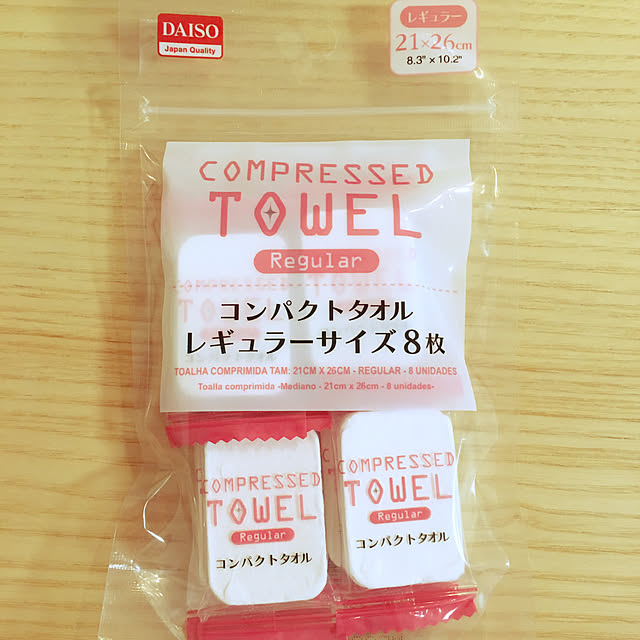 DAISO
Japan Quality
レギュラー
21×26cm
8.3" x 10.2"
COMPRESSED
TOWEL
Regular
コンパクトタオル
レギュラーサイズ8枚
TOALHA COMPRIMIDA TAM: 21CM X 26CM - REGULAR - 8 UNIDADES
Toalla comprimida -Mediano - 21cm x 26cm - 8 unidades-
COMPRESSED
TOWEL
Regular
コンパクトタオル
COMPRESSED
TOWEL
Regular
コンパクトタオル